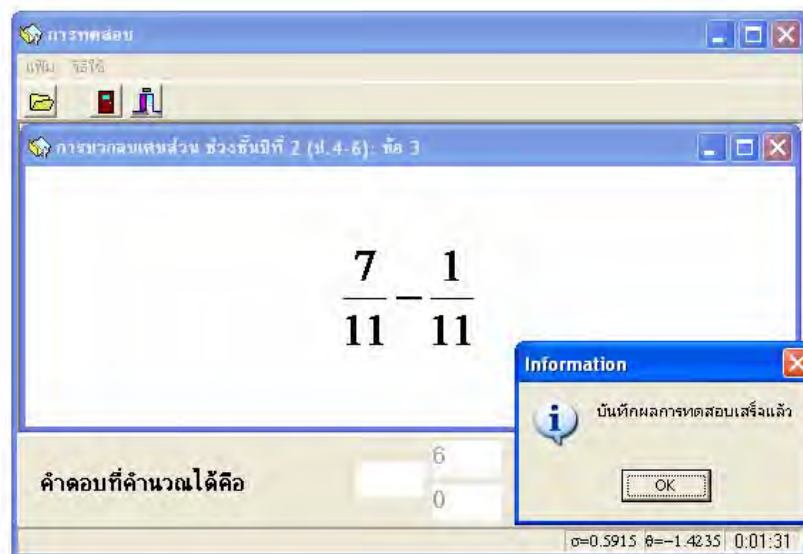 การทดสอบ
แฟ้ม วิธีใช้
การบวกลบเศษส่วน ช่วงชั้นปีที่ 2 (ป.4-6): ข้อ 3
7 1
— − —
11 11
Information
บันทึกผลการทดสอบเสร็จแล้ว
OK
คำตอบที่คำนวณได้คือ
6
0
σ=0.5915 θ=-1.4235 0:01:31